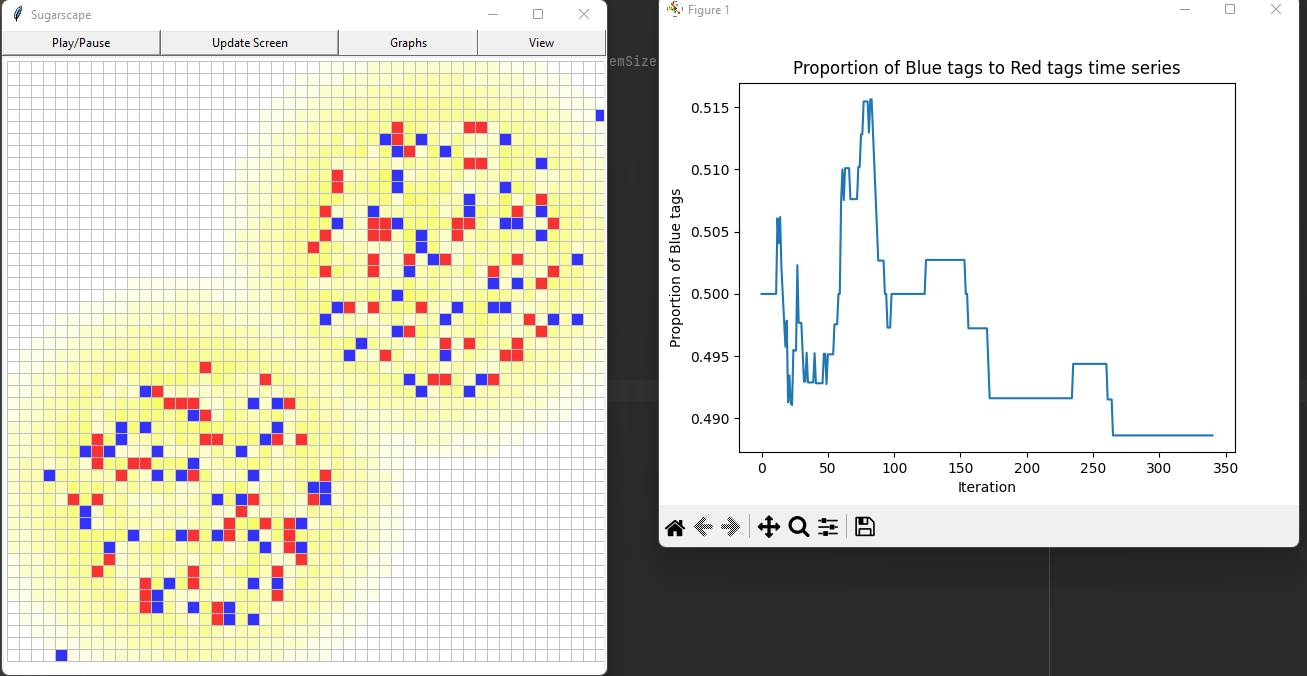 Sugarscape
Play/Pause Update Screen Graphs View
emSize
Figure 1
Proportion of Blue tags to Red tags time series
Proportion of Blue tags
0.515
0.510
0.505
0.500
0.495
0.490
0 50 100 150 200 250 300 350
Iteration